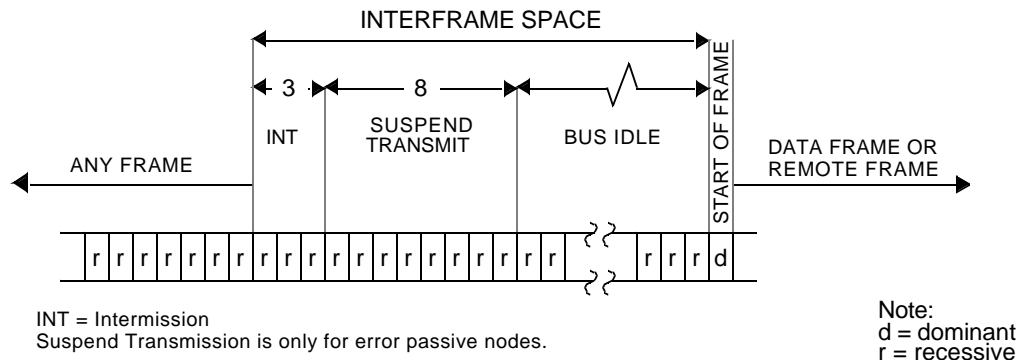 INTERFRAME SPACE
3
8
INT
SUSPEND
TRANSMIT
BUS IDLE
START OF FRAME
ANY FRAME
DATA FRAME OR
REMOTE FRAME
r r r r r r r r r r r r r r r r r r r r r r r d
INT = Intermission
Suspend Transmission is only for error passive nodes.
Note:
d = dominant
r = recessive